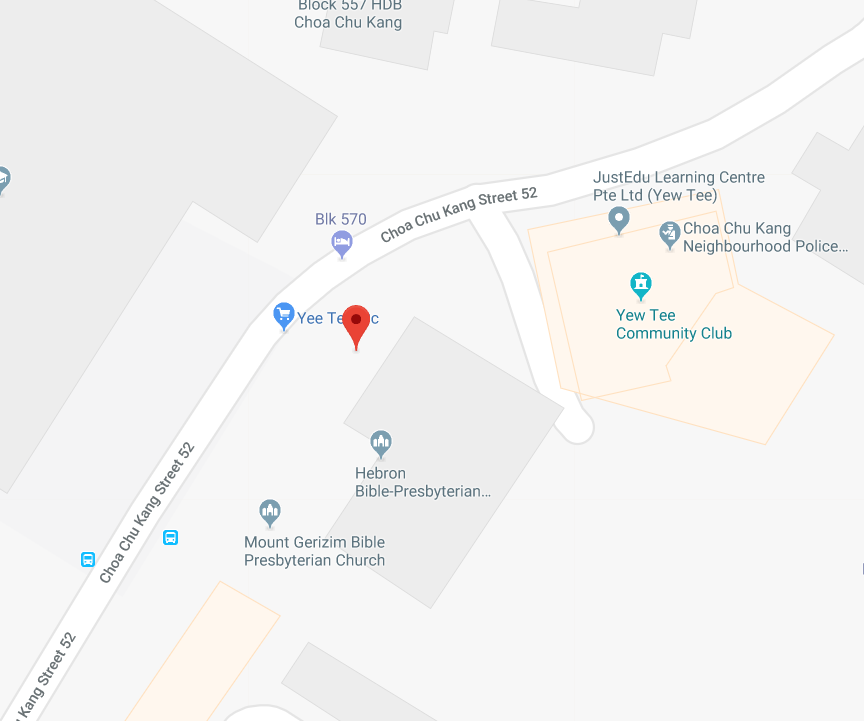 Block 557 HDB
Choa Chu Kang
JustEdu Learning Centre
Pte Ltd (Yew Tee)
Choa Chu Kang Street 52
Blk 570
Choa Chu Kang
Neighbourhood Police...
Yee Te
c
Yew Tee
Community Club
Hebron
Bible-Presbyterian...
Choa Chu Kang Street 52
Mount Gerizim Bible
Presbyterian Church
Kang Street 52